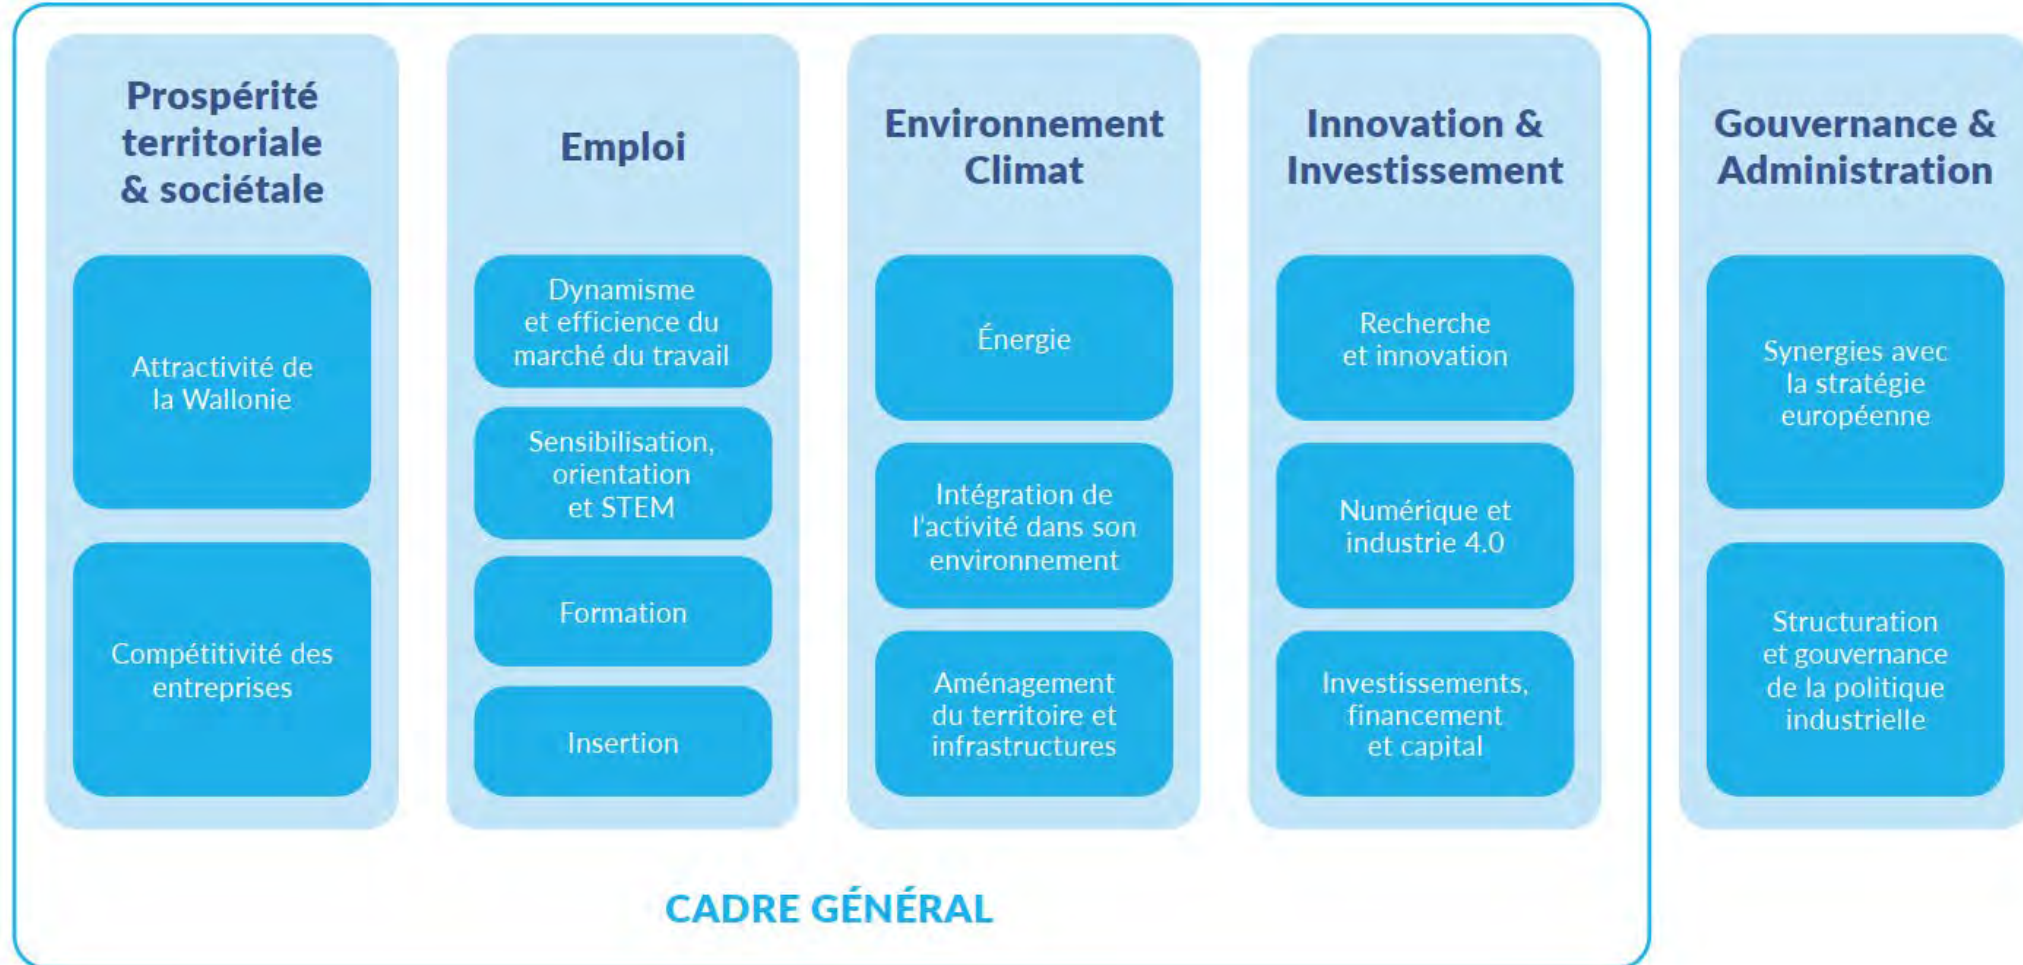 Prospérité
territoriale
& sociétale
Attractivité de
la Wallonie
Compétitivité des
entreprises
Emploi
Dynamisme
et efficience du
marché du travail
Sensibilisation,
orientation
et STEM
Formation
Insertion
Environnement
Climat
Énergie
Intégration de
l'activité dans son
environnement
Aménagement
du territoire et
infrastructures
Innovation &
Investissement
Recherche
et innovation
Numérique et
industrie 4.0
Investissements,
financement
et capital
Gouvernance &
Administration
Synergies avec
la stratégie
européenne
Structuration
et gouvernance
de la politique
industrielle
CADRE GÉNÉRAL